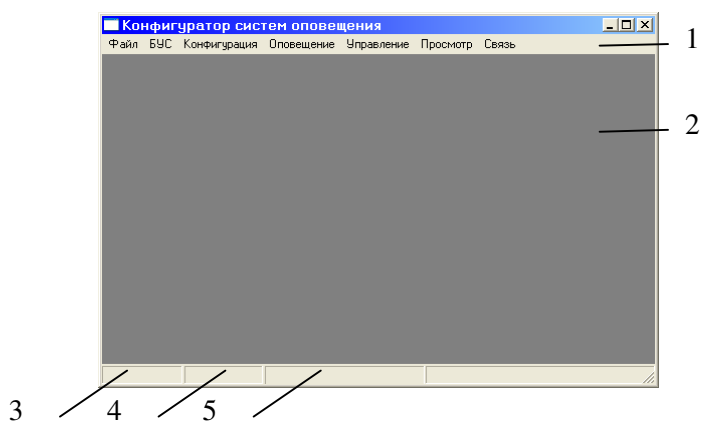 Конфигуратор систем оповещения
Файл БУС Конфигурация Оповещение Управление Просмотр Связь
1
2
3 4 5